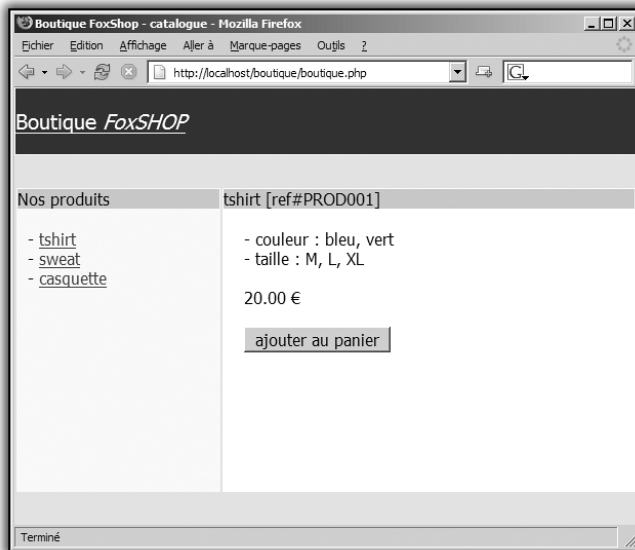 Boutique FoxShop - catalogue - Mozilla Firefox
Fichier Edition Affichage Aller à Marque-pages Outils ?
http://localhost/boutique/boutique.php G
Boutique FoxSHOP
Nos produits
- tshirt
- sweat
- casquette
tshirt [ref#PROD001]
- couleur : bleu, vert
- taille : M, L, XL
20.00 €
ajouter au panier
Terminé